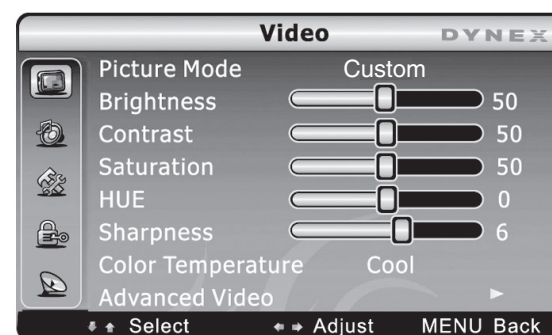 Video DYNEX
Picture Mode Custom
Brightness 50
Contrast 50
Saturation 50
HUE 0
Sharpness 6
Color Temperature Cool
Advanced Video
Select Adjust MENU Back